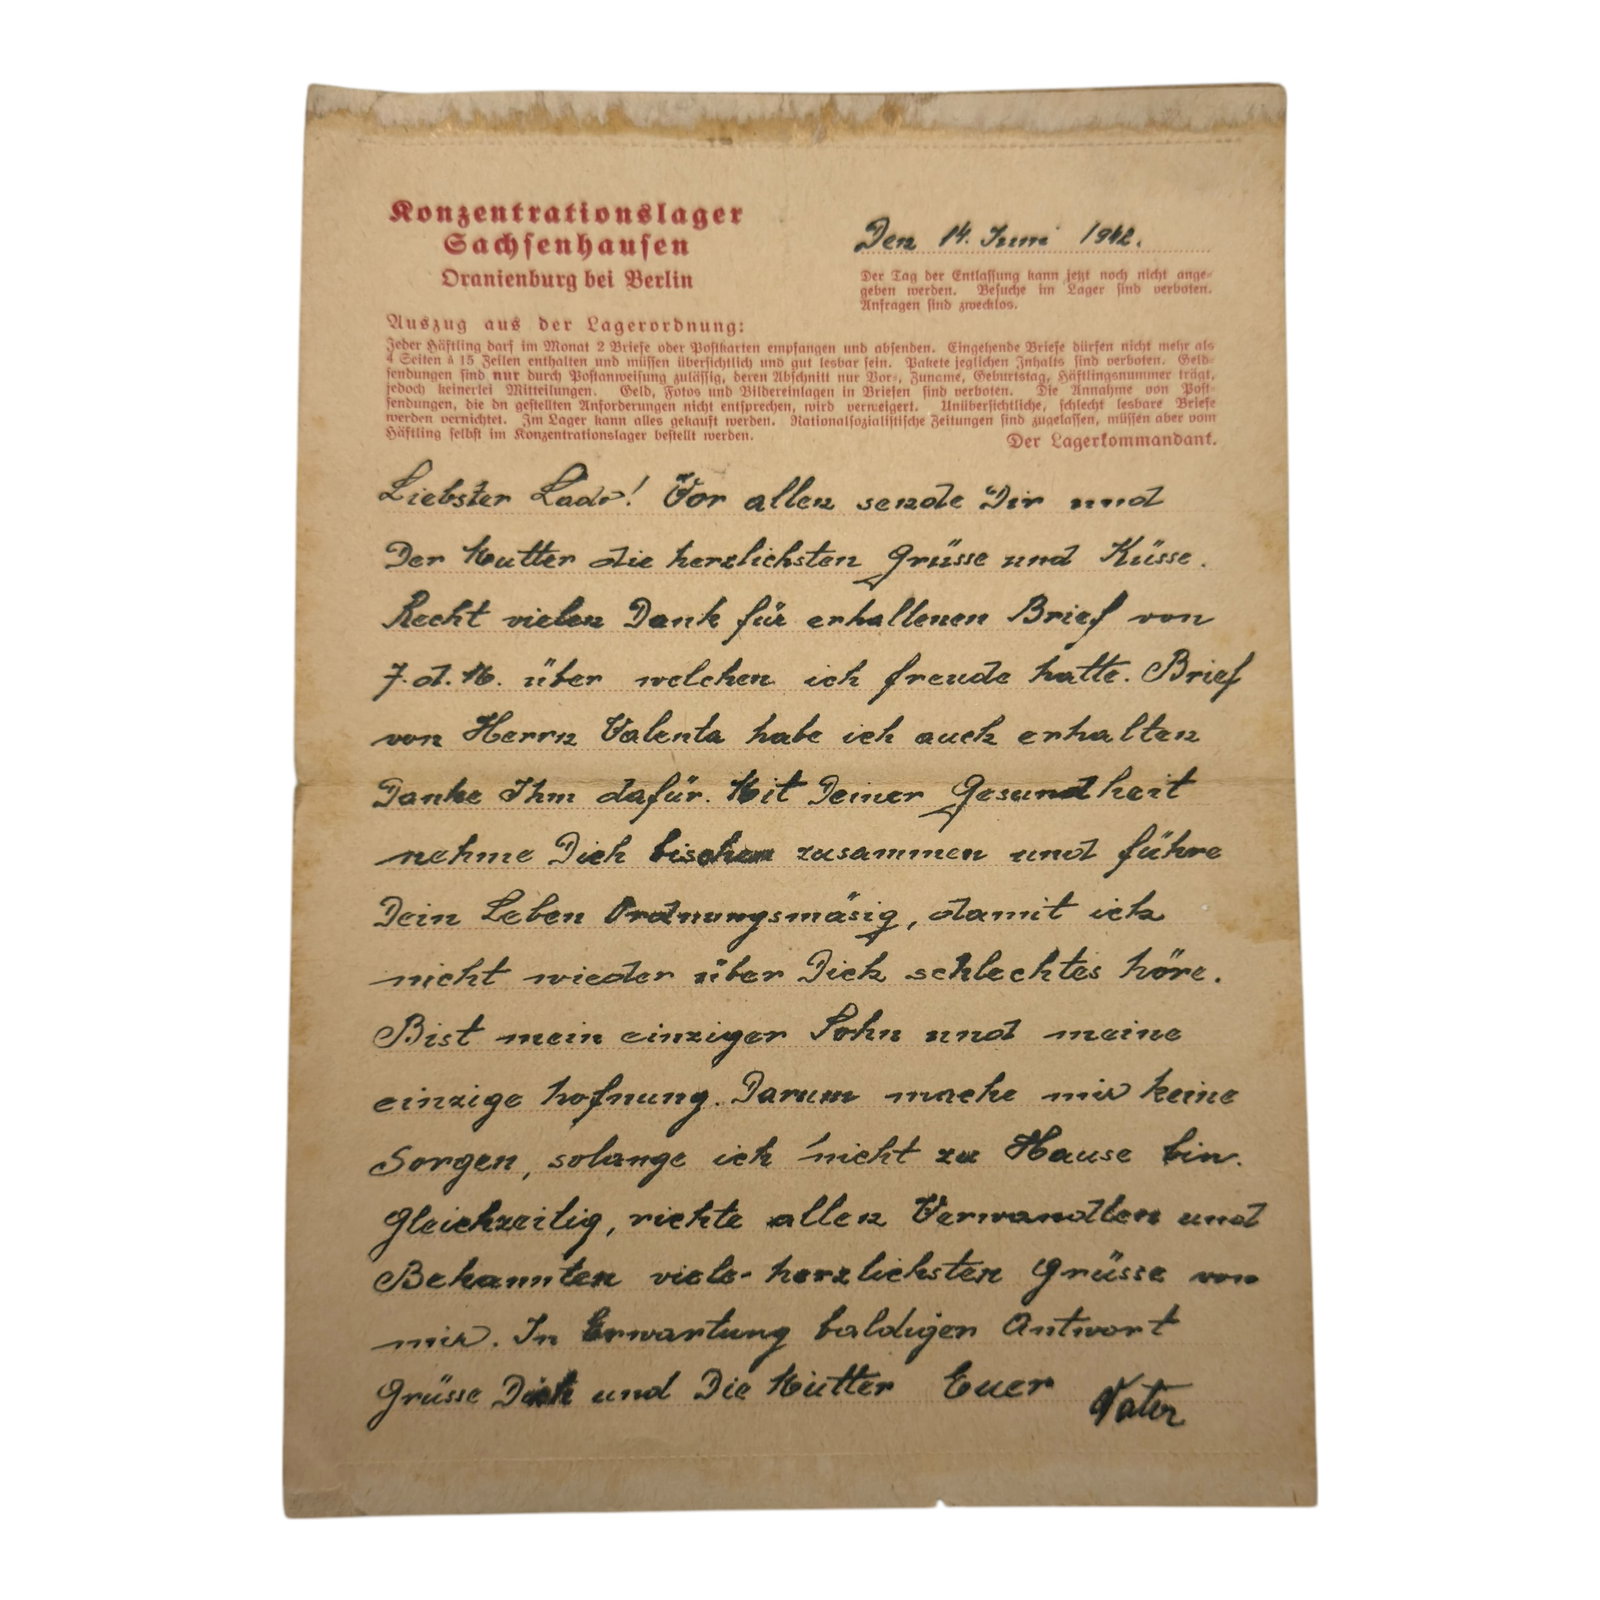 Konzentrationslager
Sachsenhausen
Oranienburg bei Berlin
Den 14. Juni 1942.
Der Tag der Entlassung kann jetzt noch nicht ange-
geben werden. Besuche im Lager sind verboten.
Anfragen sind zwecklos.
Auszug aus der Lagerordnung:
Jeder Häftling darf im Monat 2 Briefe oder Postkarten empfangen und absenden. Eingehende Briefe dürfen nicht mehr als
4 Seiten à 15 Zeilen enthalten und müssen übersichtlich und gut lesbar sein. Pakete jeglichen Inhalts sind verboten. Geld-
sendungen sind nur durch Postanweisung zulässig, deren Abschnitt nur Vor-, Zuname, Geburtstag, Häftlingsnummer trägt,
jedoch keinerlei Mitteilungen. Geld, Fotos und Bildereinlagen in Briefen sind verboten. Die Annahme von Post-
sendungen, die dn gestellten Anforderungen nicht entsprechen, wird verweigert. Unübersichtliche, schlecht lesbare Briefe
werden vernichtet. Im Lager kann alles gekauft werden. Nationalsozialistische Zeitungen sind zugelassen, müssen aber vom
Häftling selbst im Konzentrationslager bestellt werden.
Der Lagerkommandant.
Liebster Lado! Vor allen sende Dir und
Der Mutter die herzlichsten Grüsse und Küsse.
Recht vielen Dank für erhallenen Brief von
7. d. M. über welchen ich freude hatte. Brief
von Herrn Valenta habe ich auch erhalten
Danke Ihm dafür. Mit Deiner Gesundheit
nehme Dich bischen zusammen und führe
Dein Leben Ordnungsmäsig, damit ich
nicht wieder über Dich schlechtes höre.
Bist mein einziger Sohn und meine
einzige hofnung. Darum mache mir keine
Sorgen, solange ich nicht zu Hause bin.
Gleichzeitig, richte allen Verwandten und
Bekannten viele- herzlichsten Grüsse von
mir. In Erwartung baldigen Antwort
Grüsse Dich und Die Mutter Euer Vater